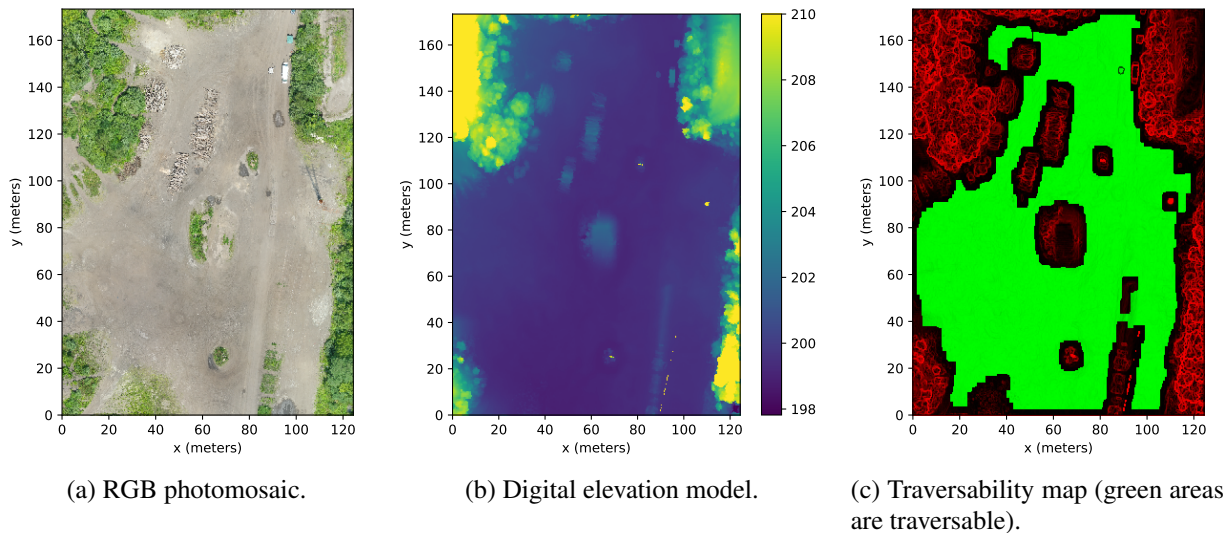 160
140
120
100
80
60
40
20
0
y (meters)
0 20 40 60 80 100 120
x (meters)
(a) RGB photomosaic.
160
140
120
100
80
60
40
20
0
y (meters)
0 20 40 60 80 100 120
x (meters)
210
208
206
204
202
200
198
(b) Digital elevation model.
160
140
120
100
80
60
40
20
0
y (meters)
0 20 40 60 80 100 120
x (meters)
(c) Traversability map (green areas
are traversable).